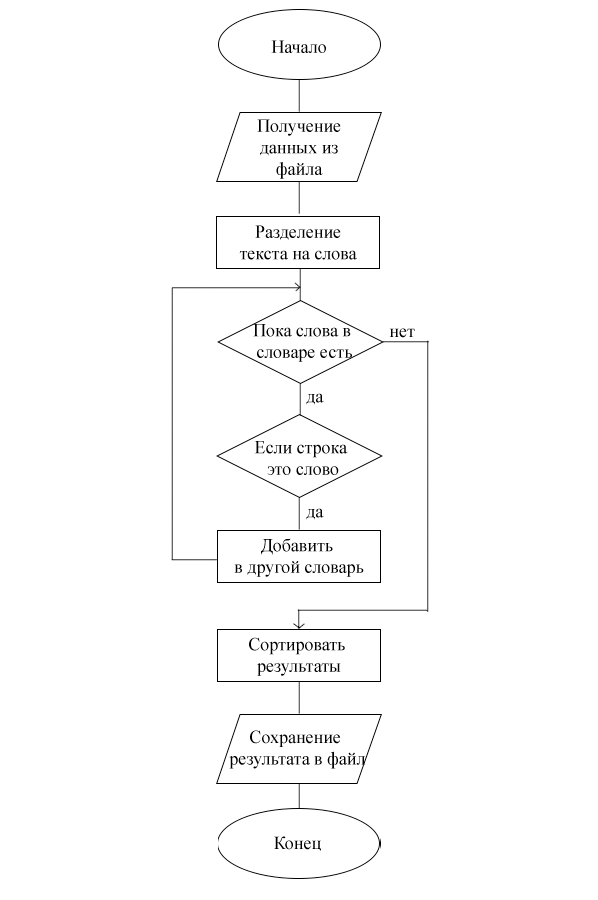 Начало
Получение
данных из
файла
Разделение
текста на слова
Пока слова в
словаре есть
нет
да
Если строка
это слово
да
Добавить
в другой словарь
Сортировать
результаты
Сохранение
результата в файл
Конец